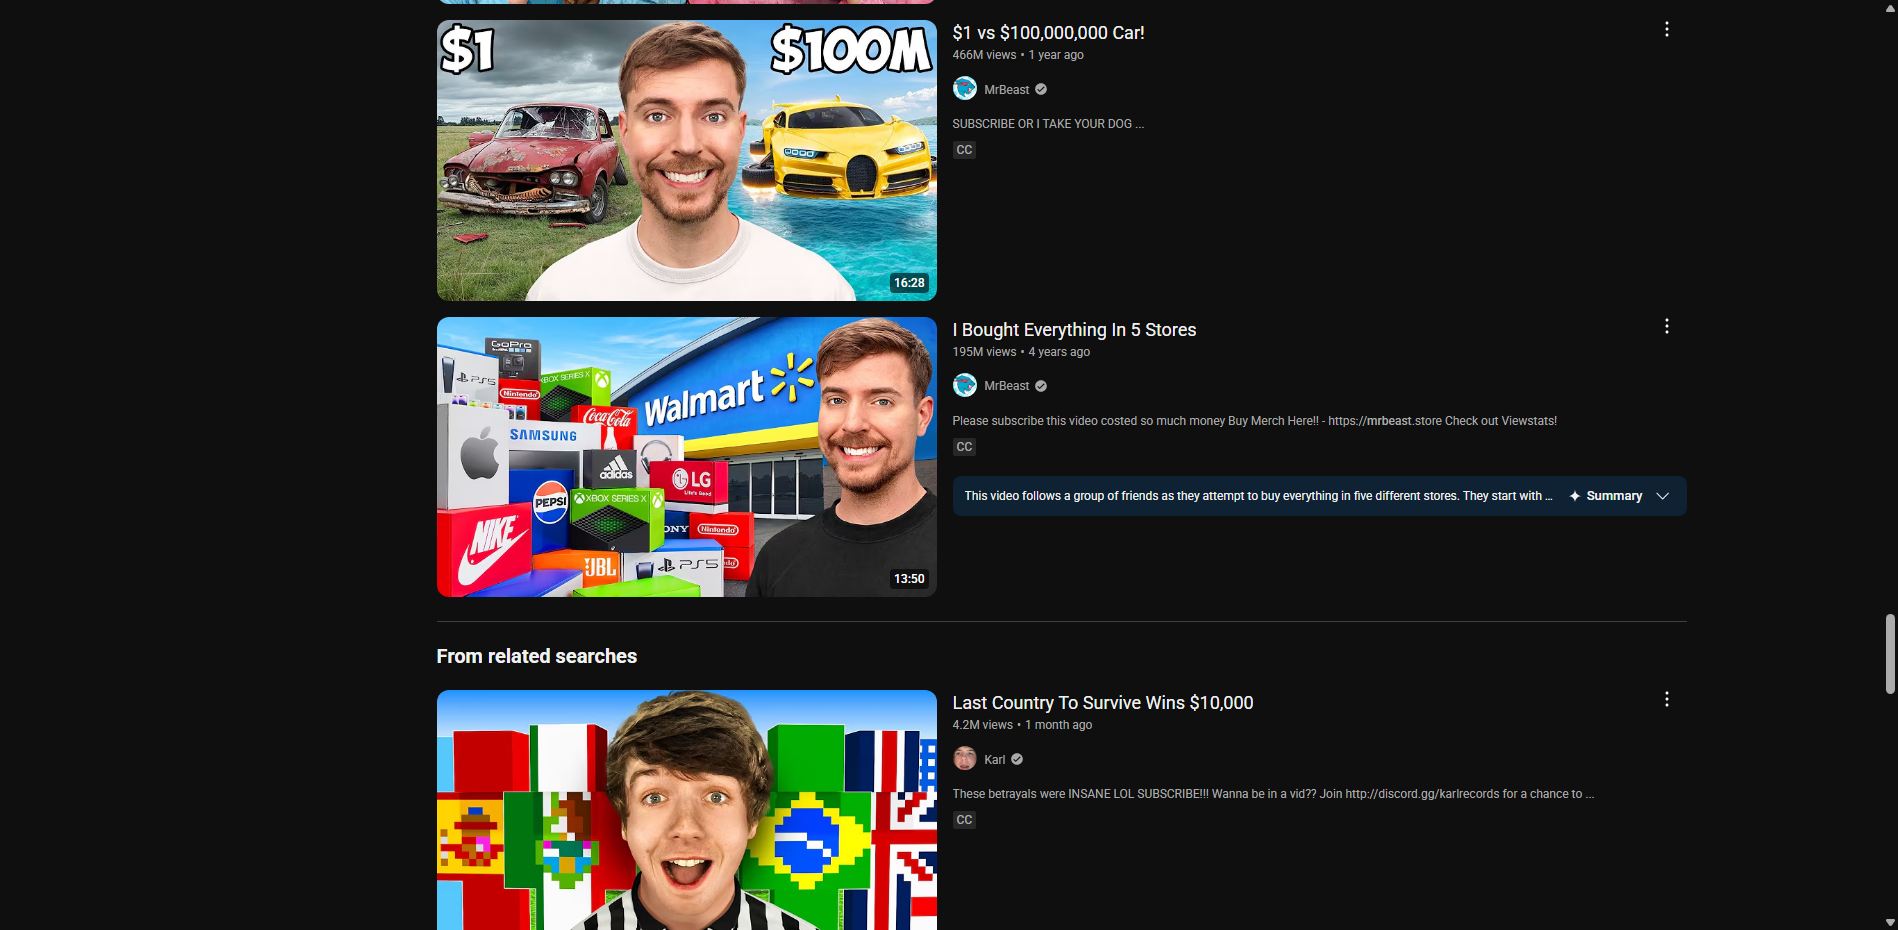 $1
$100M
16:28
$1 vs $100,000,000 Car!
466M views • 1 year ago
MrBeast
SUBSCRIBE OR I TAKE YOUR DOG ...
CC
GoPro
PS5
Nintendo
XBOX SERIES X
Coca-Cola
Walmart
SAMSUNG
adidas
LG
Life's Good
PEPSI
XBOX SERIES X
NIKE
ONY
Nintendo
JBL
PS5
13:50
I Bought Everything In 5 Stores
195M views • 4 years ago
MrBeast
Please subscribe this video costed so much money Buy Merch Here!! - https://mrbeast.store Check out Viewstats!
CC
This video follows a group of friends as they attempt to buy everything in five different stores. They start with ...
Summary
From related searches
Last Country To Survive Wins $10,000
4.2M views • 1 month ago
Karl
These betrayals were INSANE LOL SUBSCRIBE!!! Wanna be in a vid?? Join http://discord.gg/karlrecords for a chance to ...
CC